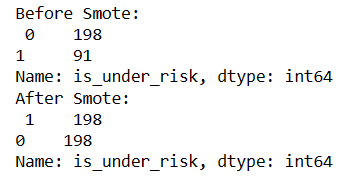 Before Smote:
 0    198
1     91
Name: is_under_risk, dtype: int64
After Smote:
 1    198
0    198
Name: is_under_risk, dtype: int64